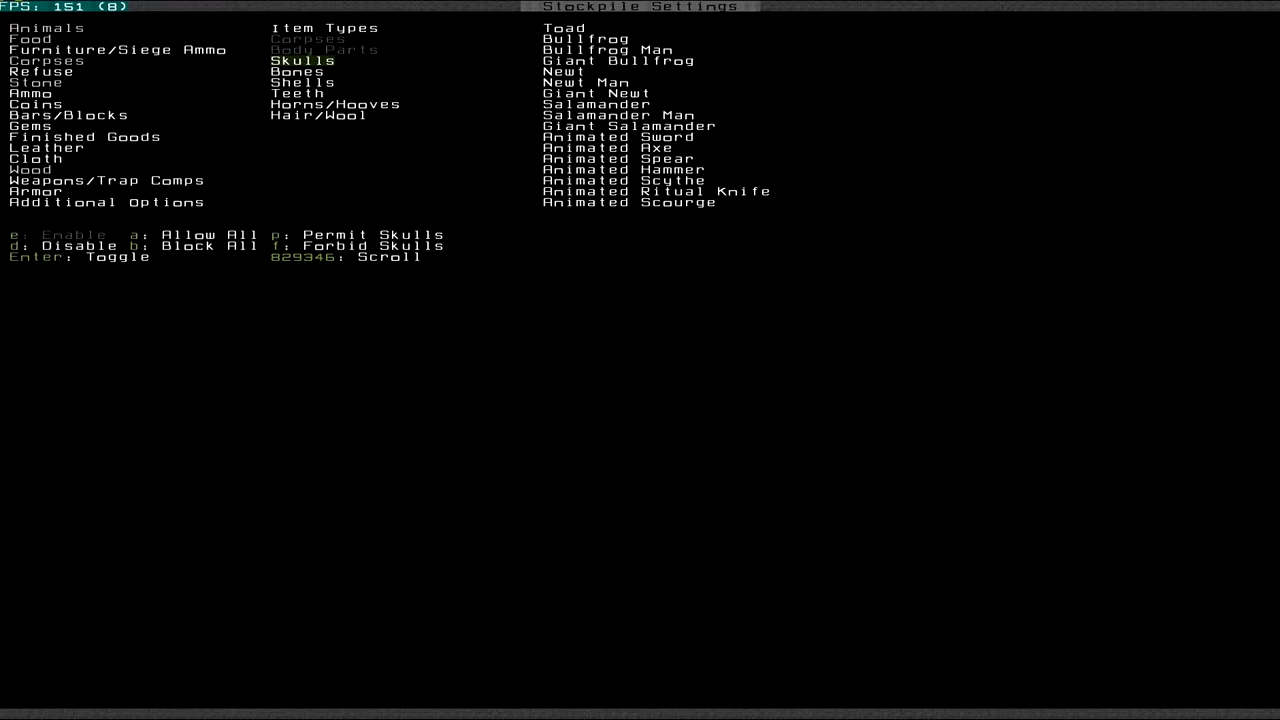 FPS: 151 (8)
Stockpile Settings
Animals Item Types Toad
Food Corpses Bullfrog
Furniture/Siege Ammo Body Parts Bullfrog Man
Corpses Skulls Giant Bullfrog
Refuse Bones Newt
Stone Shells Newt Man
Ammo Teeth Giant Newt
Coins Horns/Hooves Salamander
Bars/Blocks Hair/Wool Salamander Man
Gems Giant Salamander
Finished Goods Animated Sword
Leather Animated Axe
Cloth Animated Spear
Wood Animated Hammer
Weapons/Trap Comps Animated Scythe
Armor Animated Ritual Knife
Additional Options Animated Scourge
e: Enable a: Allow All p: Permit Skulls
d: Disable b: Block All f: Forbid Skulls
Enter: Toggle 829346: Scroll